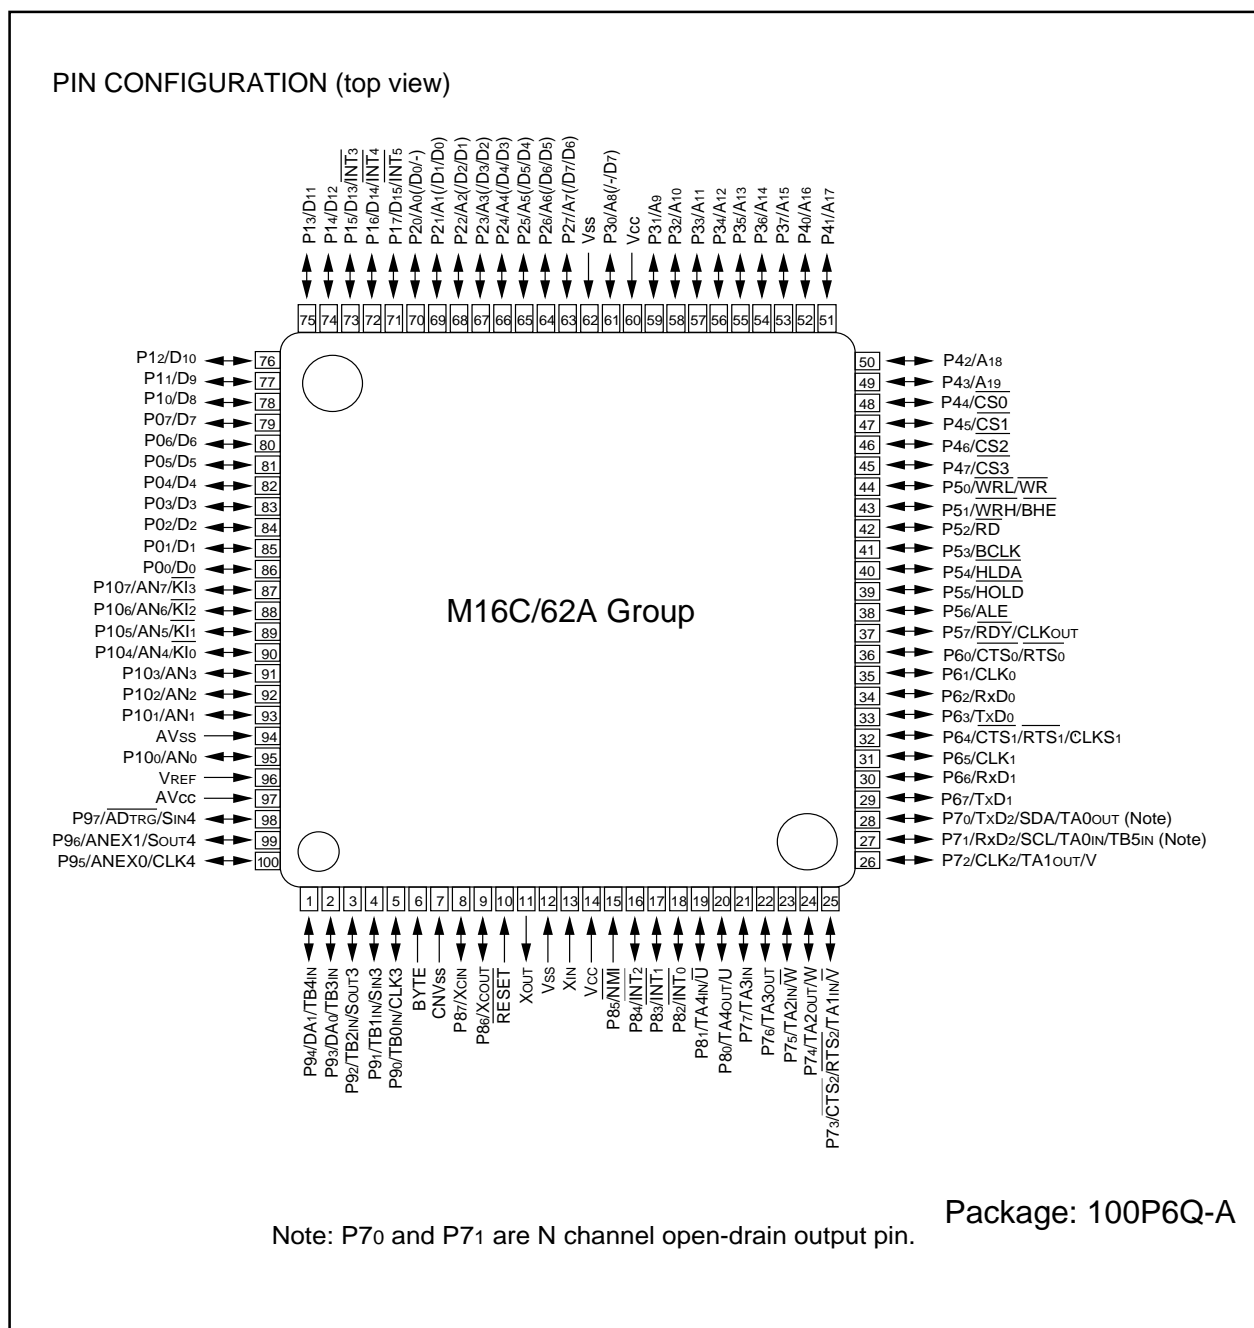 PIN CONFIGURATION (top view)
P13/D11
P14/D12
P15/D13/INT3
P16/D14/INT4
P17/D15/INT5
P20/A0(/D0/-)
P21/A1(/D1/D0)
P22/A2(/D2/D1)
P23/A3(/D3/D2)
P24/A4(/D4/D3)
P25/A5(/D5/D4)
P26/A6(/D6/D5)
P27/A7(/D7/D6)
Vss
P30/A8(/-/D7)
Vcc
P31/A9
P32/A10
P33/A11
P34/A12
P35/A13
P36/A14
P37/A15
P40/A16
P41/A17
75 74 73 72 71 70 69 68 67 66 65 64 63 62 61 60 59 58 57 56 55 54 53 52 51
P12/D10 76
P11/D9 77
P10/D8 78
P07/D7 79
P06/D6 80
P05/D5 81
P04/D4 82
P03/D3 83
P02/D2 84
P01/D1 85
P00/D0 86
P107/AN7/KI3 87
P106/AN6/KI2 88
P105/AN5/KI1 89
P104/AN4/KI0 90
P103/AN3 91
P102/AN2 92
P101/AN1 93
AVss 94
P100/AN0 95
VREF 96
AVcc 97
P97/ADTRG/SIN4 98
P96/ANEX1/SOUT4 99
P95/ANEX0/CLK4 100
M16C/62A Group
50 P42/A18
49 P43/A19
48 P44/CS0
47 P45/CS1
46 P46/CS2
45 P47/CS3
44 P50/WRL/WR
43 P51/WRH/BHE
42 P52/RD
41 P53/BCLK
40 P54/HLDA
39 P55/HOLD
38 P56/ALE
37 P57/RDY/CLKOUT
36 P60/CTS0/RTS0
35 P61/CLK0
34 P62/RxD0
33 P63/TxD0
32 P64/CTS1/RTS1/CLKS1
31 P65/CLK1
30 P66/RxD1
29 P67/TxD1
28 P70/TxD2/SDA/TA0OUT (Note)
27 P71/RxD2/SCL/TA0IN/TB5IN (Note)
26 P72/CLK2/TA1OUT/V
1 2 3 4 5 6 7 8 9 10 11 12 13 14 15 16 17 18 19 20 21 22 23 24 25
P94/DA1/TB4IN
P93/DA0/TB3IN
P92/TB2IN/SOUT3
P91/TB1IN/SIN3
P90/TB0IN/CLK3
BYTE
CNVss
P87/XCIN
P86/XCOUT
RESET
XOUT
VSS
XIN
VCC
P85/NMI
P84/INT2
P83/INT1
P82/INT0
P81/TA4IN/U
P80/TA4OUT/U
P77/TA3IN
P76/TA3OUT
P75/TA2IN/W
P74/TA2OUT/W
P73/CTS2/RTS2/TA1IN/V
Package: 100P6Q-A
Note: P70 and P71 are N channel open-drain output pin.